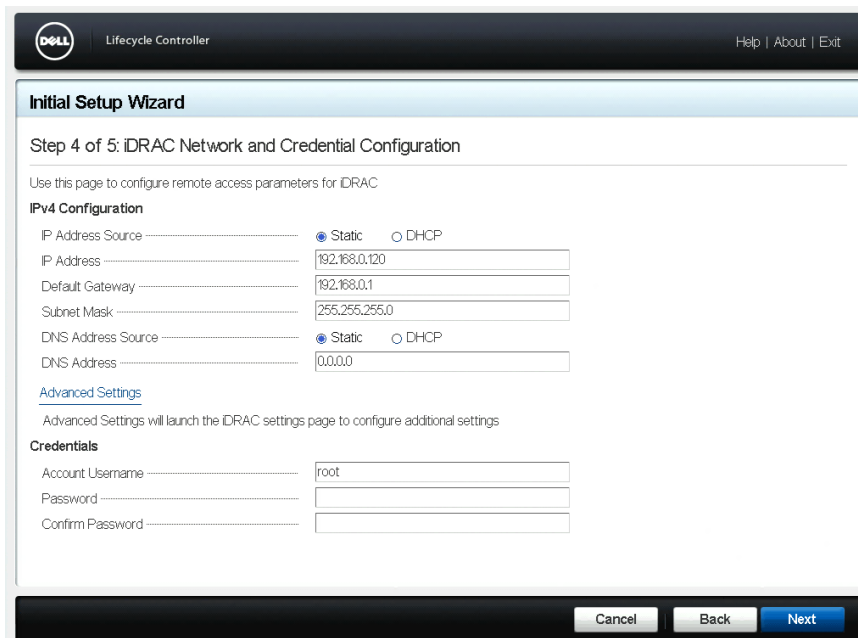 DELL Lifecycle Controller Help | About | Exit
Initial Setup Wizard
Step 4 of 5: iDRAC Network and Credential Configuration
Use this page to configure remote access parameters for iDRAC
IPv4 Configuration
IP Address Source Static DHCP
IP Address 192.168.0.120
Default Gateway 192.168.0.1
Subnet Mask 255.255.255.0
DNS Address Source Static DHCP
DNS Address 0.0.0.0
Advanced Settings
Advanced Settings will launch the iDRAC settings page to configure additional settings
Credentials
Account Username root
Password
Confirm Password
Cancel Back Next